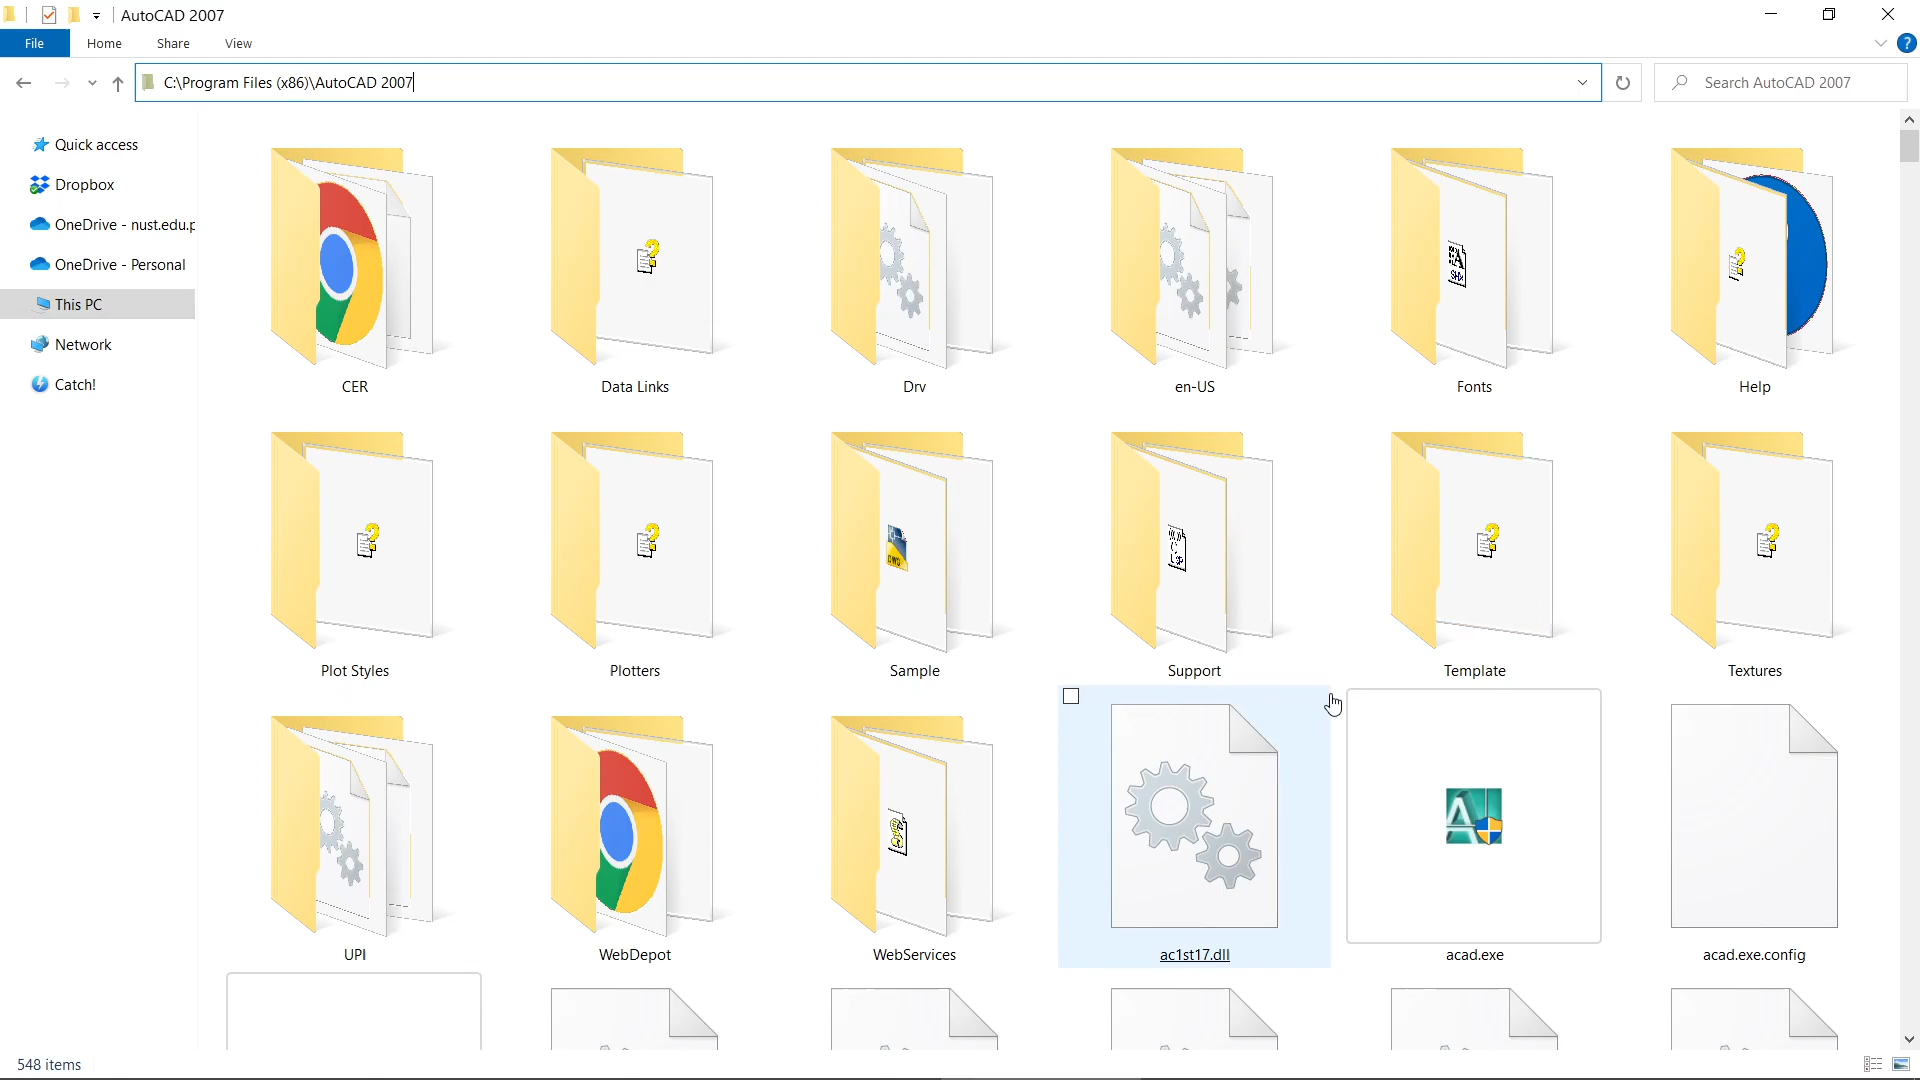 AutoCAD 2007
File
Home
Share
View
C:\Program Files (x86)\AutoCAD 2007
Search AutoCAD 2007
Quick access
Dropbox
OneDrive - nust.edu.p
OneDrive - Personal
This PC
Network
Catch!
CER
Data Links
Drv
en-US
Fonts
Help
Plot Styles
Plotters
Sample
Support
Template
Textures
UPI
WebDepot
WebServices
ac1st17.dll
acad.exe
acad.exe.config
548 items